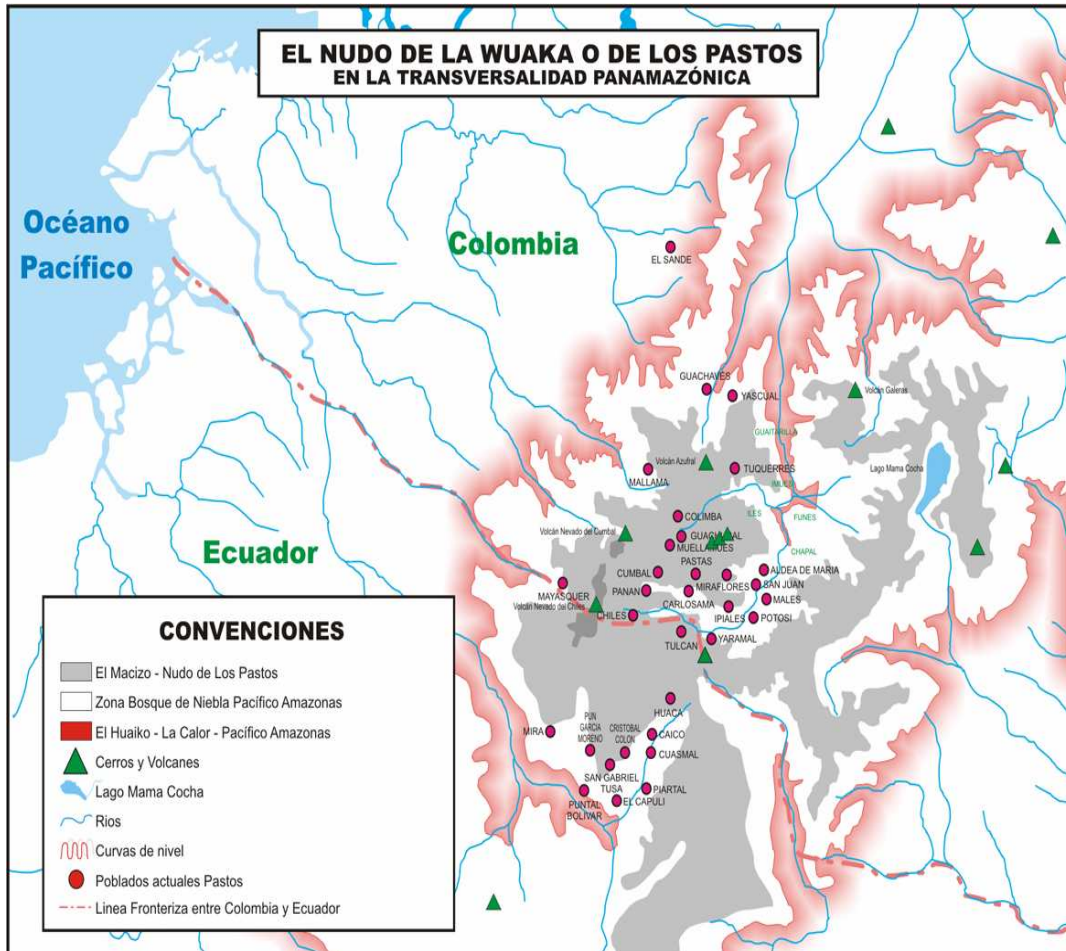 EL NUDO DE LA WUAKA O DE LOS PASTOS
EN LA TRANSVERSALIDAD PANAMAZÓNICA
Océano
Pacífico
Colombia
EL SANDE
GUACHAVES
YASCUAL
Volcán Galeras
GUAITARILLA
Volcán Azufral
TUQUERRES
MALLAMA
IMUES
Lago Mama Cocha
COLIMBA
ILES
FUNES
Volcán Nevado del Cumbal
GUACHUCAL
MUELLAMUES
CHAPAL
Ecuador
CUMBAL
PASTAS
ALDEA DE MARIA
MAYASQUER
PANAN
MIRAFLORES
SAN JUAN
Volcán Nevado del Chiles
CARLOSAMA
MALES
CHILES
IPIALES
POTOSI
TULCAN
YARAMAL
HUACA
MIRA
PUN
GARCIA
MORENO
CRISTOBAL
COLON
CAICO
CUASMAL
SAN GABRIEL
TUSA
PIARTAL
PUNTAL
BOLIVAR
EL CAPULI
CONVENCIONES
El Macizo - Nudo de Los Pastos
Zona Bosque de Niebla Pacífico Amazonas
El Huaiko - La Calor - Pacífico Amazonas
Cerros y Volcanes
Lago Mama Cocha
Rios
Curvas de nivel
Poblados actuales Pastos
Linea Fronteriza entre Colombia y Ecuador